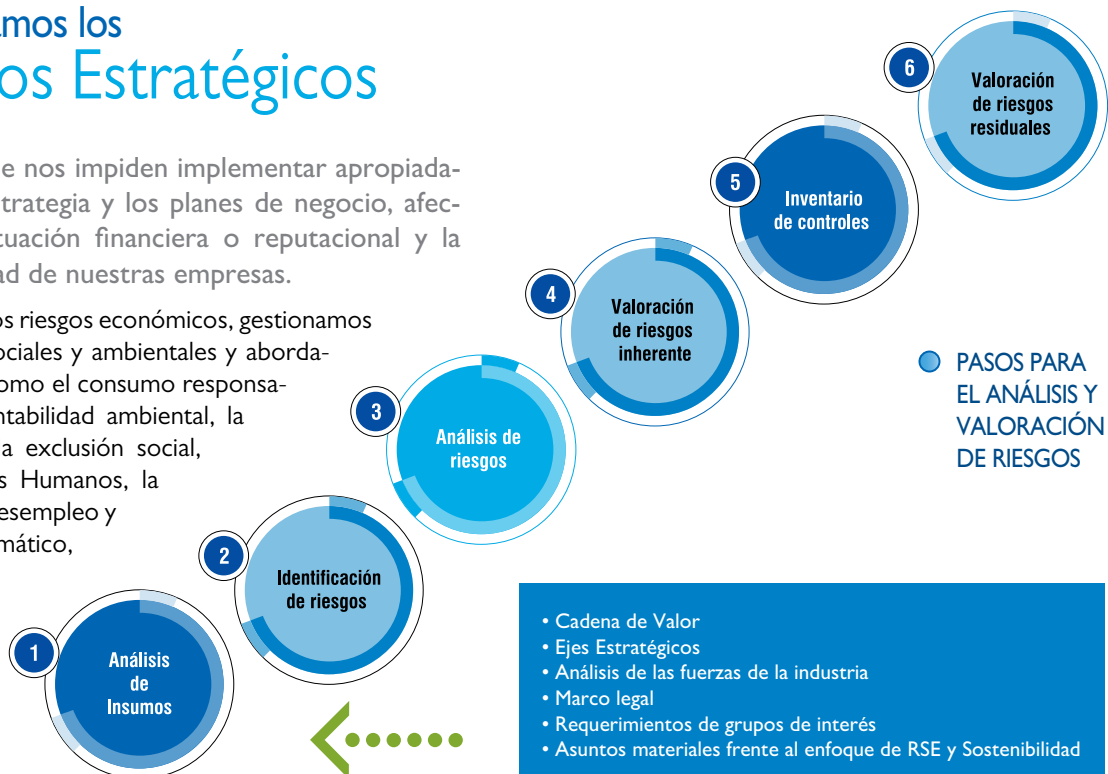 amos los
os Estratégicos
e nos impiden implementar apropiada-
trategia y los planes de negocio, afec-
tuación financiera o reputacional y la
ad de nuestras empresas.
os riesgos económicos, gestionamos
ociales y ambientales y aborda-
omo el consumo responsa-
ntabilidad ambiental, la
a exclusión social,
s Humanos, la
esempleo y
mático,
1
Análisis
de
Insumos
2
Identificación
de riesgos
3
Análisis de
riesgos
4
Valoración
de riesgos
inherente
5
Inventario
de controles
6
Valoración
de riesgos
residuales
PASOS PARA
EL ANÁLISIS Y
VALORACIÓN
DE RIESGOS
• Cadena de Valor
• Ejes Estratégicos
• Análisis de las fuerzas de la industria
• Marco legal
• Requerimientos de grupos de interés
• Asuntos materiales frente al enfoque de RSE y Sostenibilidad